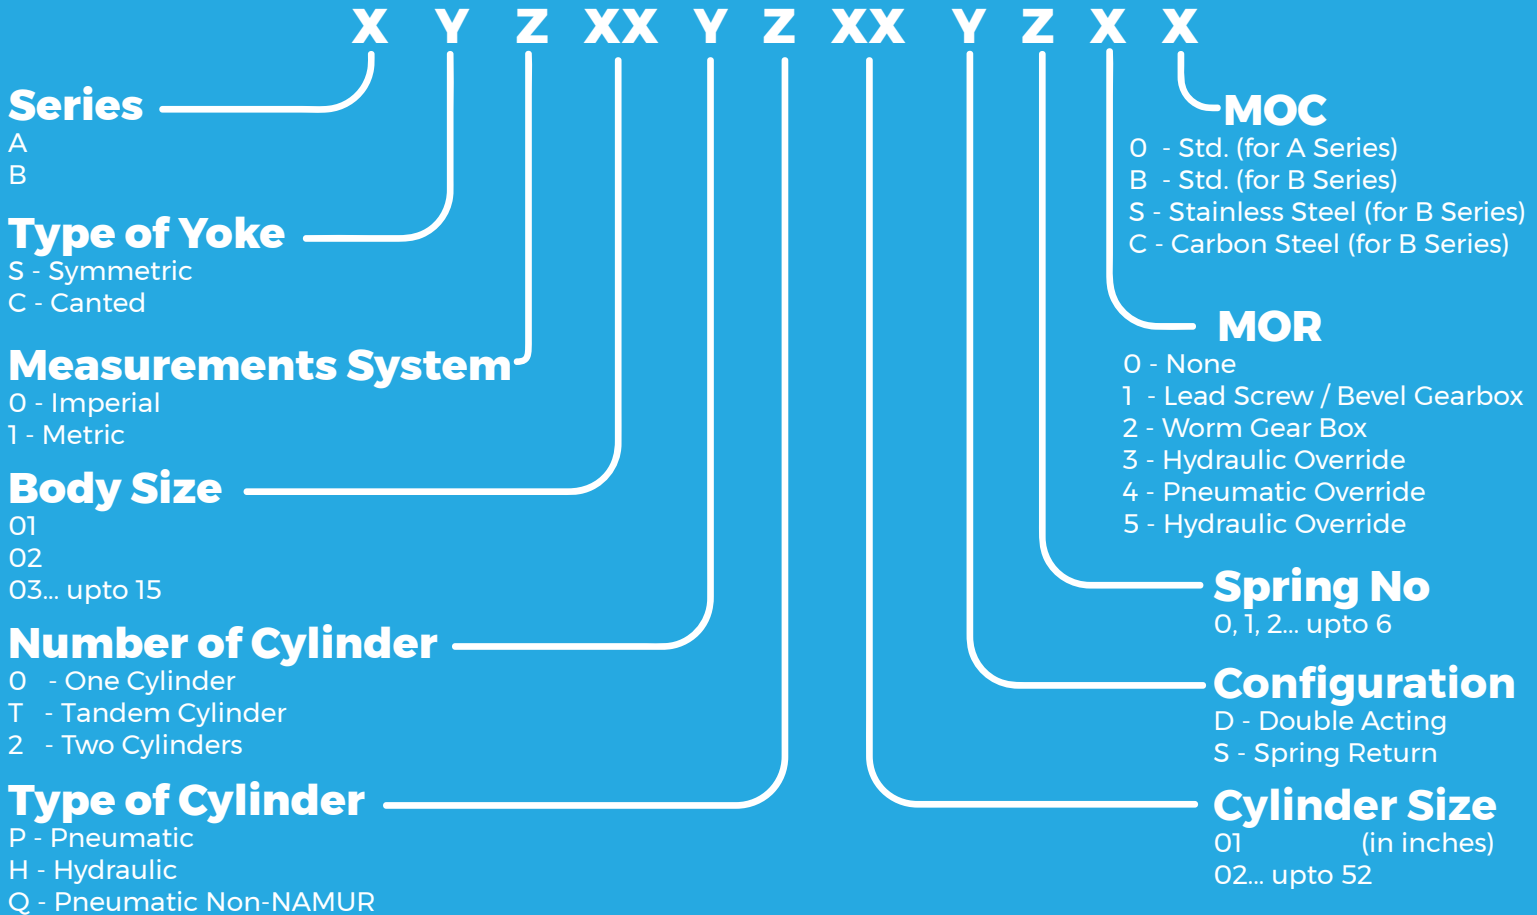 X Y Z XX Y Z XX Y Z X X
Series
A
B
Type of Yoke
S - Symmetric
C - Canted
Measurements System
0 - Imperial
1 - Metric
Body Size
01
02
03... upto 15
Number of Cylinder
0 - One Cylinder
T - Tandem Cylinder
2 - Two Cylinders
Type of Cylinder
P - Pneumatic
H - Hydraulic
Q - Pneumatic Non-NAMUR
MOC
0 - Std. (for A Series)
B - Std. (for B Series)
S - Stainless Steel (for B Series)
C - Carbon Steel (for B Series)
MOR
0 - None
1 - Lead Screw / Bevel Gearbox
2 - Worm Gear Box
3 - Hydraulic Override
4 - Pneumatic Override
5 - Hydraulic Override
Spring No
0, 1, 2... upto 6
Configuration
D - Double Acting
S - Spring Return
Cylinder Size
01 (in inches)
02... upto 52